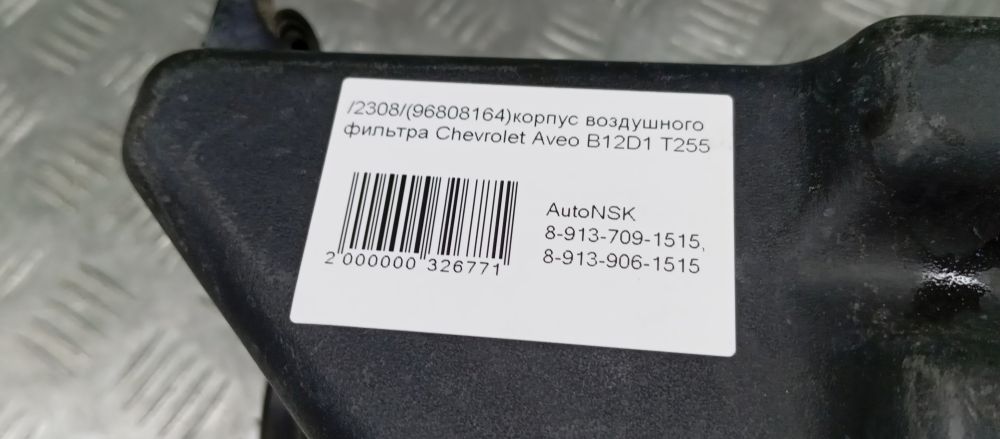 /2308/(96808164)корпус воздушного
фильтра Chevrolet Aveo B12D1 T255
AutoNSK
8-913-709-1515,
8-913-906-1515
2 000000 326771